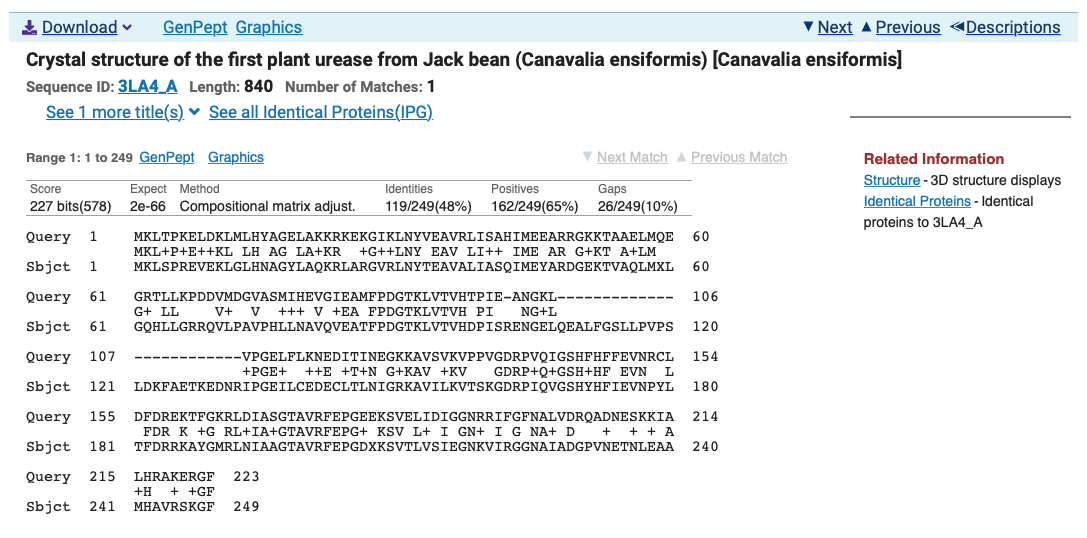 Download GenPept Graphics Next Previous Descriptions
Crystal structure of the first plant urease from Jack bean (Canavalia ensiformis) [Canavalia ensiformis]
Sequence ID: 3LA4_A Length: 840 Number of Matches: 1
See 1 more title(s) See all Identical Proteins(IPG)
Range 1: 1 to 249 GenPept Graphics Next Match Previous Match
Score Expect Method Identities Positives Gaps
227 bits(578) 2e-66 Compositional matrix adjust. 119/249(48%) 162/249(65%) 26/249(10%)
Query 1 MKLTPKELDKLMLHYAGELAKKRKEKGIKLNYVEAVRLISAHIMEEARRGKKTAAELMQE 60
MKL+P+E++KL LH AG LA+KR +G++LNY EAV LI++ IME AR G+KT A+LM
Sbjct 1 MKLSPREVEKLGLHNAGYLAQKRLARGVRLNYTEAVALIASQIMEYARDGEKTVAQLMXL 60
Query 61 GRTLLKPDDVMDGVASMIHEVGIEAMFPDGTKLVTVHTPIE-ANGKL------------- 106
G+ LL V+ V +++ V +EA FPDGTKLVTVH PI NG+L
Sbjct 61 GQHLLGRRQVLPAVPHLLNAVQVEATFPDGTKLVTVHDPISRENGELQEALFGSLLPVPS 120
Query 107 ------------VPGELFLKNEDITINEGKKAVSVKVPPVGDRPVQIGSHFHFFEVNRCL 154
+PGE+ ++E +T+N G+KAV +KV GDRP+Q+GSH+HF EVN L
Sbjct 121 LDKFAETKEDNRIPGEILCEDECLTLNIGRKAVILKVTSKGDRPIQVGSHYHFIEVNPYL 180
Query 155 DFDREKTFGKRLDIASGTAVRFEPGEEKSVELIDIGGNRRIFGFNALVDRQADNESKKIA 214
FDR K +G RL+IA+GTAVRFEPG+ KSV L+ I GN+ I G NA+ D + + + A
Sbjct 181 TFDRRKAYGMRLNIAAGTAVRFEPGDXKSVTLVSIEGNKVIRGGNAIADGPVNETNLEAA 240
Query 215 LHRAKERGF 223
+H + +GF
Sbjct 241 MHAVRSKGF 249
Related Information
Structure - 3D structure displays
Identical Proteins - Identical
proteins to 3LA4_A